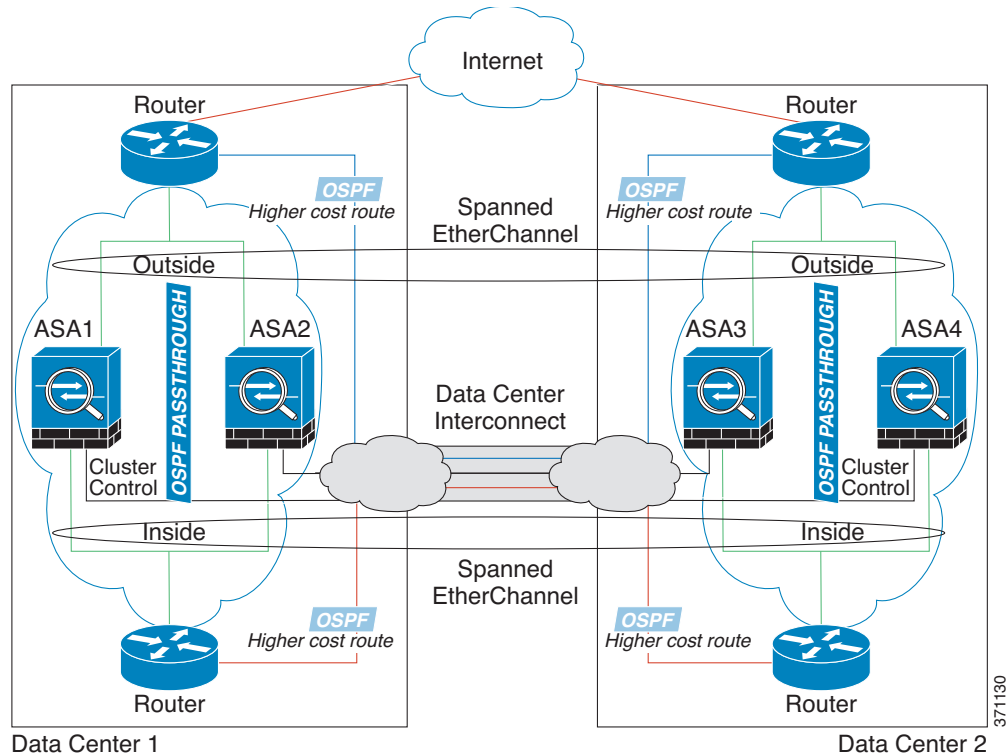 Internet
Router
Router
OSPF
Higher cost route
Spanned
EtherChannel
OSPF
Higher cost route
Outside
Outside
ASA1
OSPF PASSTHROUGH
ASA2
ASA3
OSPF PASSTHROUGH
ASA4
Data Center
Interconnect
Cluster
Control
Cluster
Control
Inside
Inside
Spanned
EtherChannel
OSPF
Higher cost route
OSPF
Higher cost route
Router
Router
371130
Data Center 1
Data Center 2